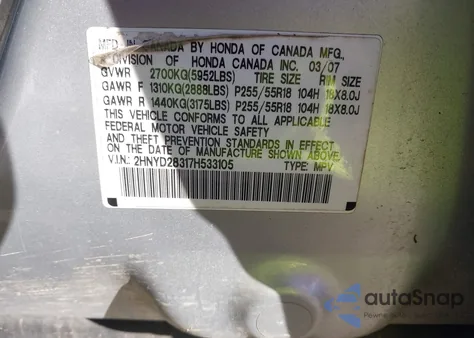 MFD. IN CANADA BY HONDA OF CANADA MFG.,
A DIVISION OF HONDA CANADA INC. 03/07
GVWR 2700KG(5952LBS) TIRE SIZE RIM SIZE
GAWR F 1310KG(2888LBS) P255/55R18 104H 18X8.0J
GAWR R 1440KG(3175LBS) P255/55R18 104H 18X8.0J
THIS VEHICLE CONFORMS TO ALL APPLICABLE
FEDERAL MOTOR VEHICLE SAFETY
AND THEFT PREVENTION STANDARDS IN EFFECT ON
THE DATE OF MANUFACTURE SHOWN ABOVE.
V.I.N.: 2HNYD28317H533105 TYPE: MPV
autoSnap